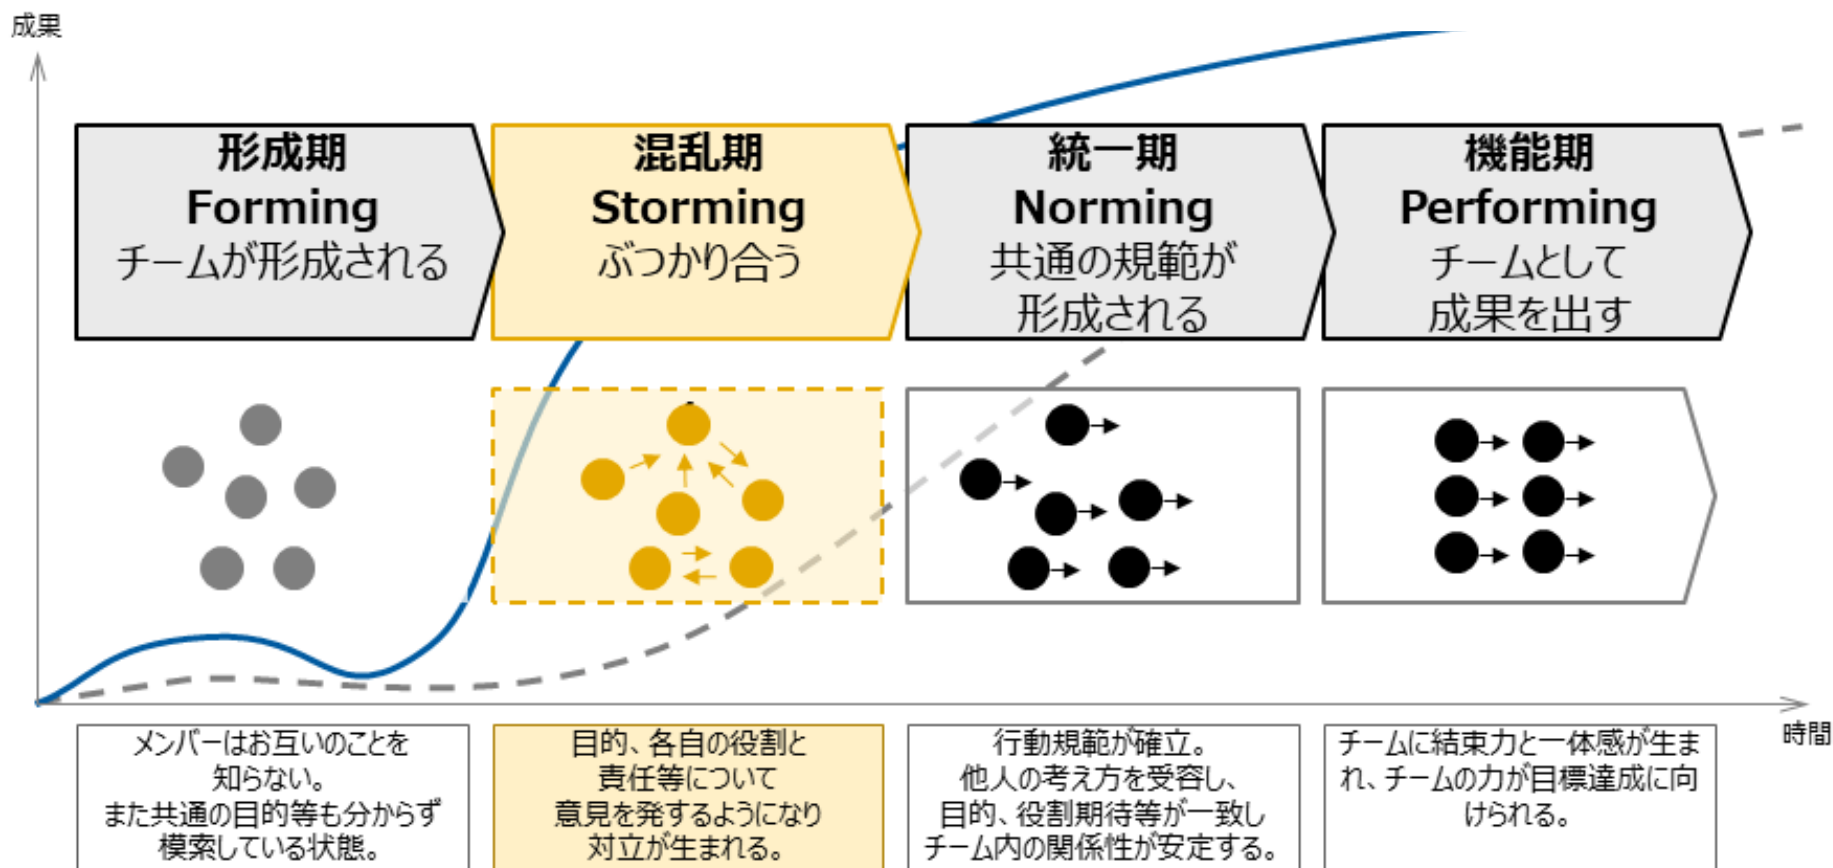 成果
形成期
Forming
チームが形成される
混乱期
Storming
ぶつかり合う
統一期
Norming
共通の規範が
形成される
機能期
Performing
チームとして
成果を出す
時間
メンバーはお互いのことを
知らない。
また共通の目的等も分からず
模索している状態。
目的、各自の役割と
責任等について
意見を発するようになり
対立が生まれる。
行動規範が確立。
他人の考え方を受容し、
目的、役割期待等が一致し
チーム内の関係性が安定する。
チームに結束力と一体感が生ま
れ、チームの力が目標達成に向
けられる。